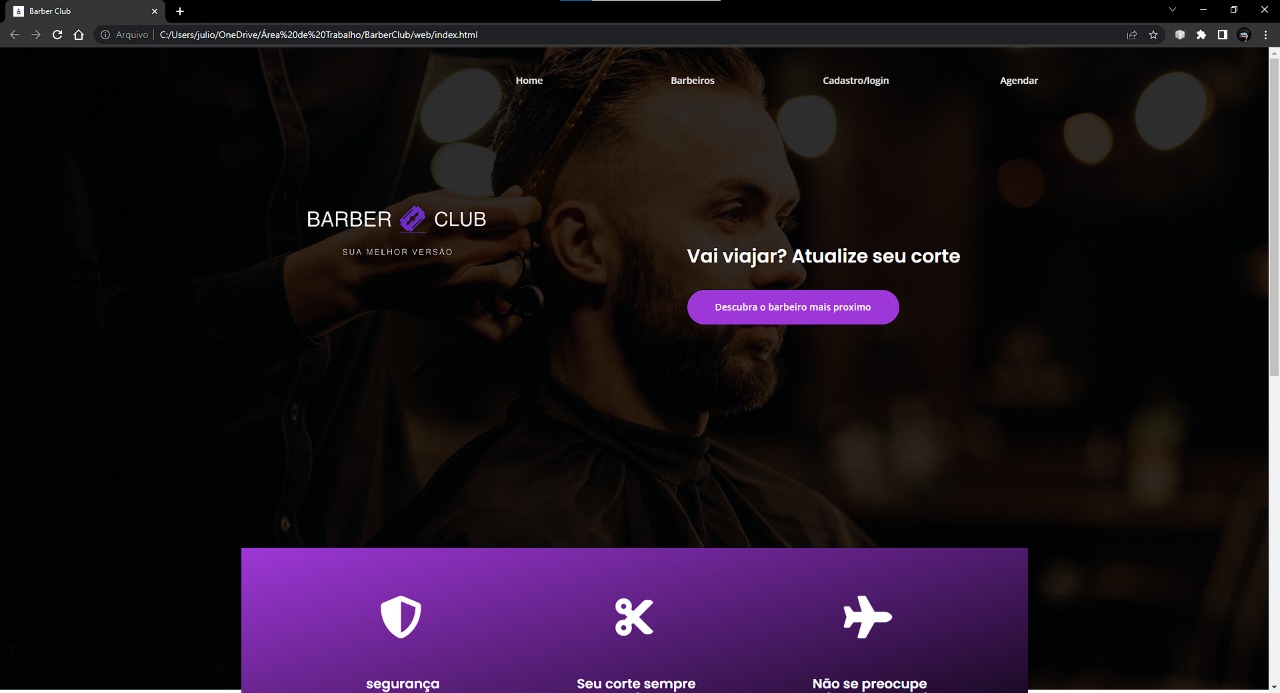 Barber Club
Arquivo
C:/Users/julio/OneDrive/Área%20de%20Trabalho/BarberClub/web/index.html
Home
Barbeiros
Cadastro/login
Agendar
BARBER CLUB
SUA MELHOR VERSÃO
Vai viajar? Atualize seu corte
Descubra o barbeiro mais proximo
segurança
Seu corte sempre
Não se preocupe